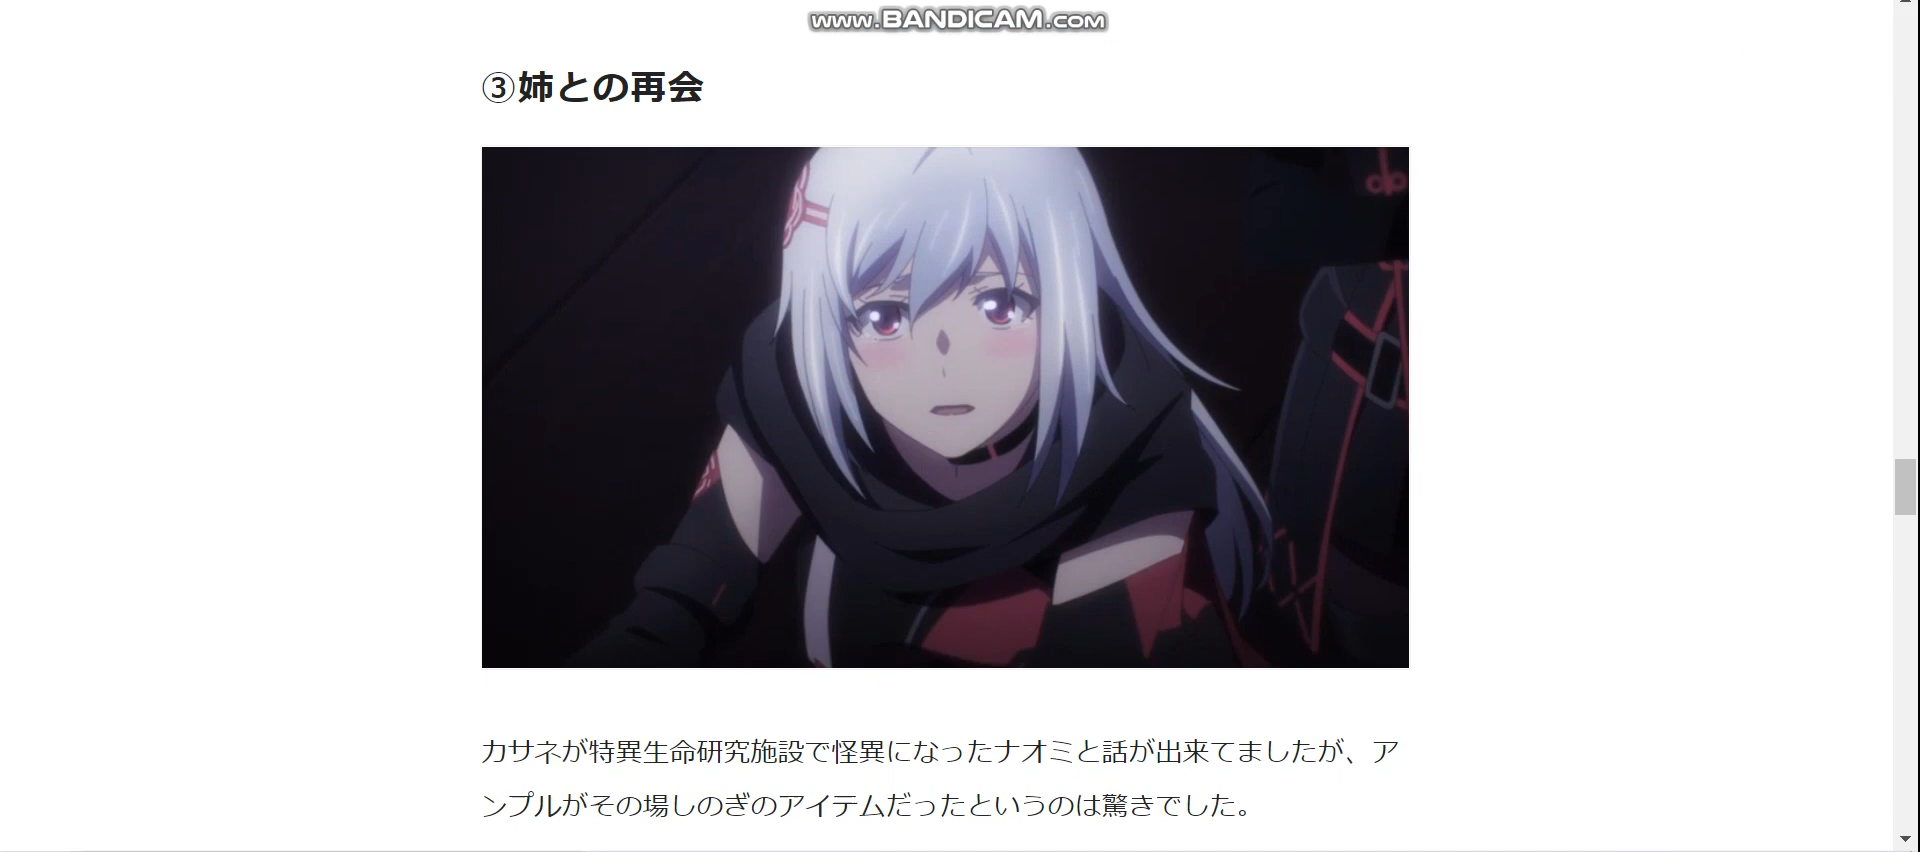 www.BANDICAM.com
③姉との再会
カサネが特異生命研究施設で怪異になったナオミと話が出来てましたが、ア
ンプルがその場しのぎのアイテムだったというのは驚きでした。